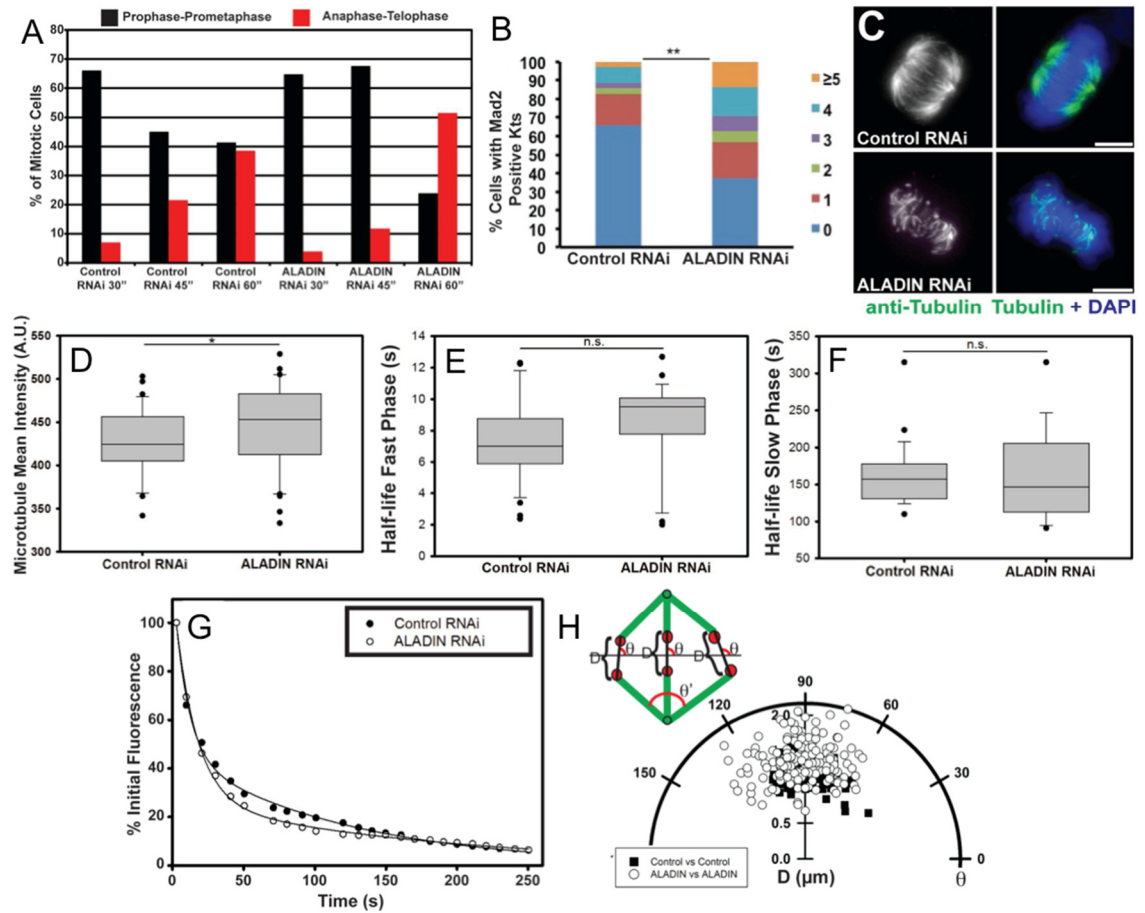 A
Prophase-Prometaphase
Anaphase-Telophase
% of Mitotic Cells
80
70
60
50
40
30
20
10
0
Control RNAi 30”
Control RNAi 45”
Control RNAi 60”
ALADIN RNAi 30”
ALADIN RNAi 45”
ALADIN RNAi 60”
B
**
% Cells with Mad2 Positive Kts
100
90
80
70
60
50
40
30
20
10
0
Control RNAi
ALADIN RNAi
≥5
4
3
2
1
0
C
Control RNAi
ALADIN RNAi
anti-Tubulin
Tubulin + DAPI
D
*
Microtubule Mean Intensity (A.U.)
550
500
450
400
350
300
Control RNAi
ALADIN RNAi
E
n.s.
Half-life Fast Phase (s)
14
12
10
8
6
4
2
0
Control RNAi
ALADIN RNAi
F
n.s.
Half-life Slow Phase (s)
350
300
250
200
150
100
50
Control RNAi
ALADIN RNAi
G
Control RNAi
ALADIN RNAi
% Initial Fluorescence
100
80
60
40
20
0
0 50 100 150 200 250
Time (s)
H
D θ D θ D θ
θ'
90
120
60
150
30
0
2.0
0.5
0.0
D (μm)
θ
Control vs Control
ALADIN vs ALADIN